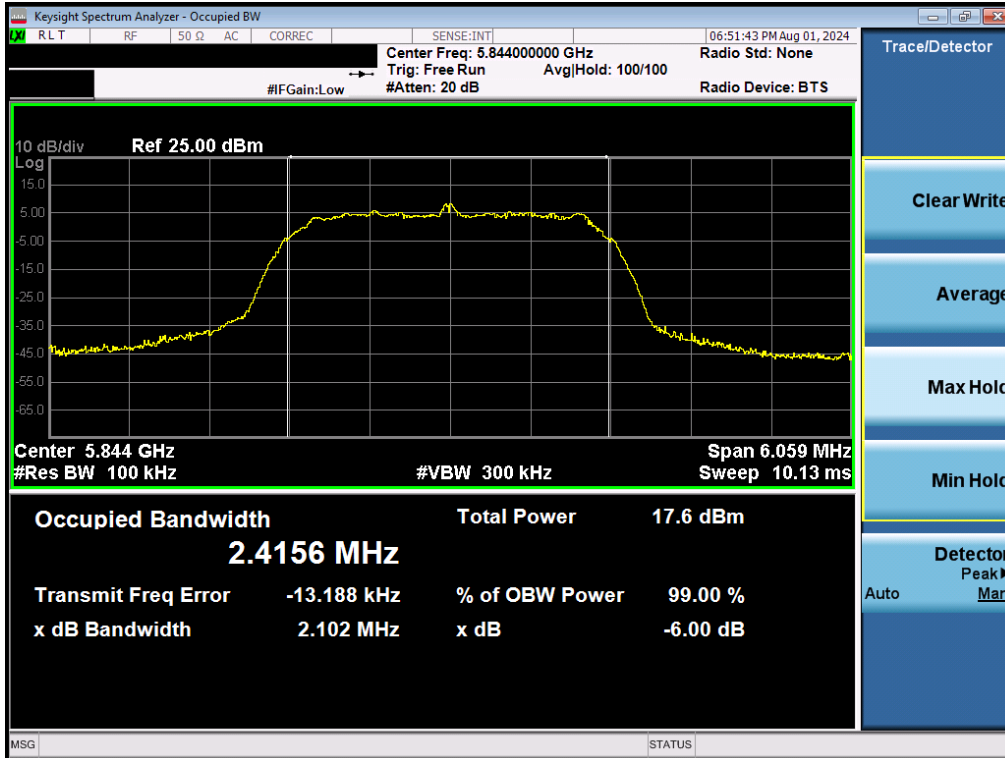 Keysight Spectrum Analyzer - Occupied BW
LXI RLT RF 50 Ω AC CORREC SENSE:INT 06:51:43 PM Aug 01, 2024
Center Freq: 5.844000000 GHz Radio Std: None
Trig: Free Run Avg|Hold: 100/100
#IFGain:Low #Atten: 20 dB Radio Device: BTS
10 dB/div Ref 25.00 dBm
Log
15.0
5.00
-5.00
-15.0
-25.0
-35.0
-45.0
-55.0
-65.0
Center 5.844 GHz Span 6.059 MHz
#Res BW 100 kHz #VBW 300 kHz Sweep 10.13 ms
Occupied Bandwidth Total Power 17.6 dBm
2.4156 MHz
Transmit Freq Error -13.188 kHz % of OBW Power 99.00 %
x dB Bandwidth 2.102 MHz x dB -6.00 dB
MSG STATUS
Trace/Detector
Clear Write
Average
Max Hold
Min Hold
Detector
Peak
Auto Man